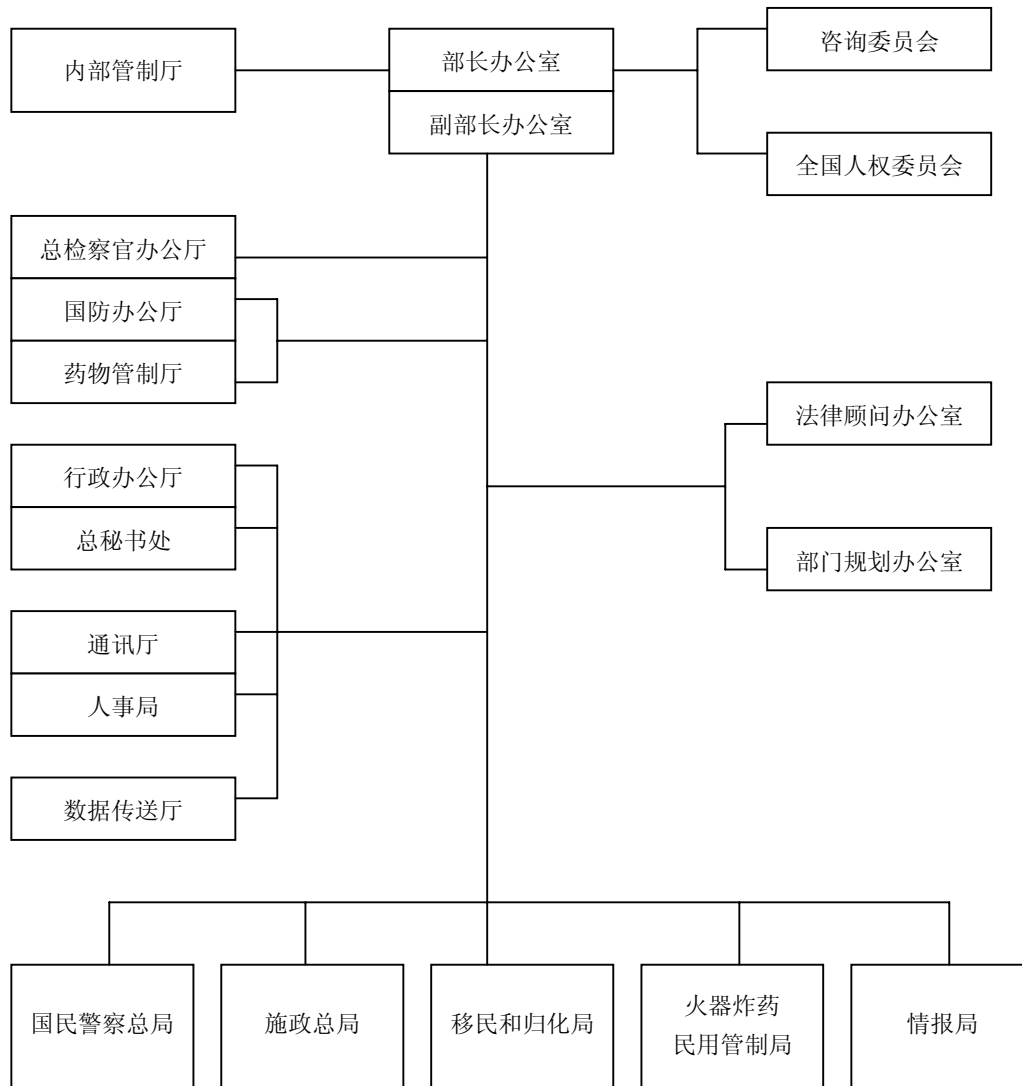 内部管制厅
部长办公室
副部长办公室
咨询委员会
全国人权委员会
总检察官办公厅
国防办公厅
药物管制厅
法律顾问办公室
部门规划办公室
行政办公厅
总秘书处
通讯厅
人事局
数据传送厅
国民警察总局
施政总局
移民和归化局
火器炸药
民用管制局
情报局